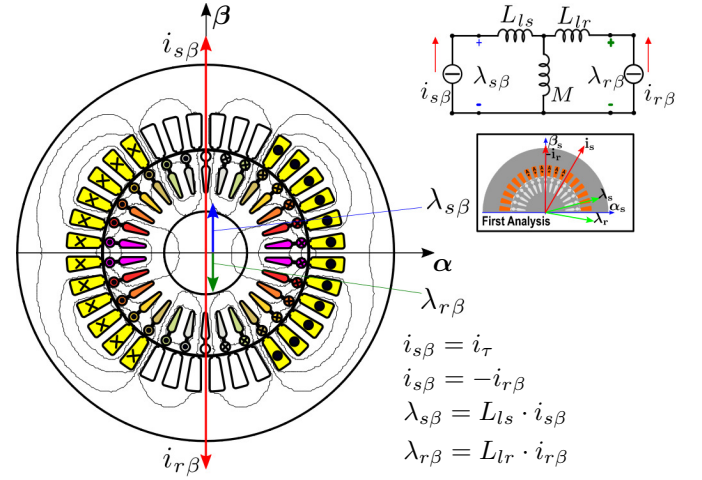 β
i_{sβ}
L_{ls} L_{lr}
+ +
i_{sβ} λ_{sβ} M λ_{rβ} i_{rβ}
- -
β_s i_s
-i_r
λ_s
α_s
λ_r
First Analysis
λ_{sβ}
α
λ_{rβ}
i_{sβ} = i_τ
i_{sβ} = −i_{rβ}
λ_{sβ} = L_{ls} · i_{sβ}
λ_{rβ} = L_{lr} · i_{rβ}
i_{rβ}